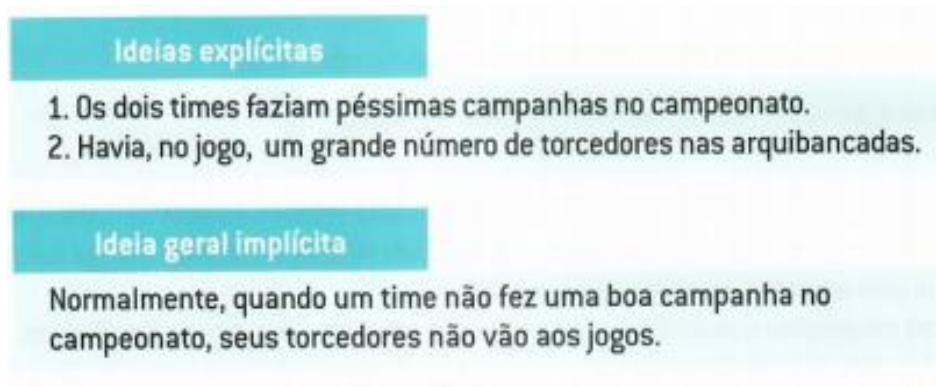 Ideias explícitas
1. Os dois times faziam péssimas campanhas no campeonato.
2. Havia, no jogo, um grande número de torcedores nas arquibancadas.
Ideia geral implícita
Normalmente, quando um time não fez uma boa campanha no
campeonato, seus torcedores não vão aos jogos.